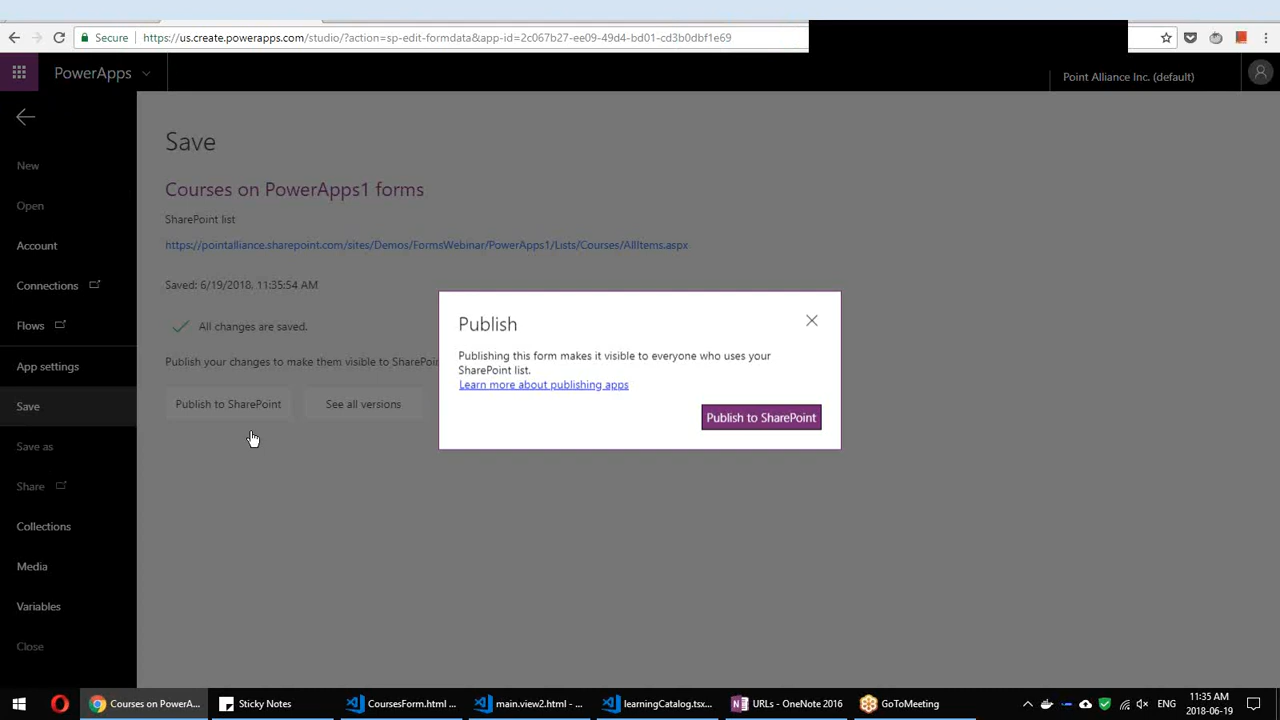 Secure
https://us.create.powerapps.com/studio/?action=sp-edit-formdata&app-id=2c067b27-ee09-49d4-bd01-cd3b0dbf1e69
PowerApps
Point Alliance Inc. (default)
New
Open
Account
Connections
Flows
App settings
Save
Save as
Share
Collections
Media
Variables
Close
Save
Courses on PowerApps1 forms
SharePoint list
https://pointalliance.sharepoint.com/sites/Demos/FormsWebinar/PowerApps1/Lists/Courses/AllItems.aspx
Saved: 6/19/2018, 11:35:54 AM
All changes are saved.
Publish your changes to make them visible to SharePoin
Publish to SharePoint
See all versions
Publish
Publishing this form makes it visible to everyone who uses your
SharePoint list.
Learn more about publishing apps
Publish to SharePoint
Courses on PowerA...
Sticky Notes
CoursesForm.html ...
main.view2.html - ...
learningCatalog.tsx...
URLs - OneNote 2016
GoToMeeting
ENG
11:35 AM
2018-06-19